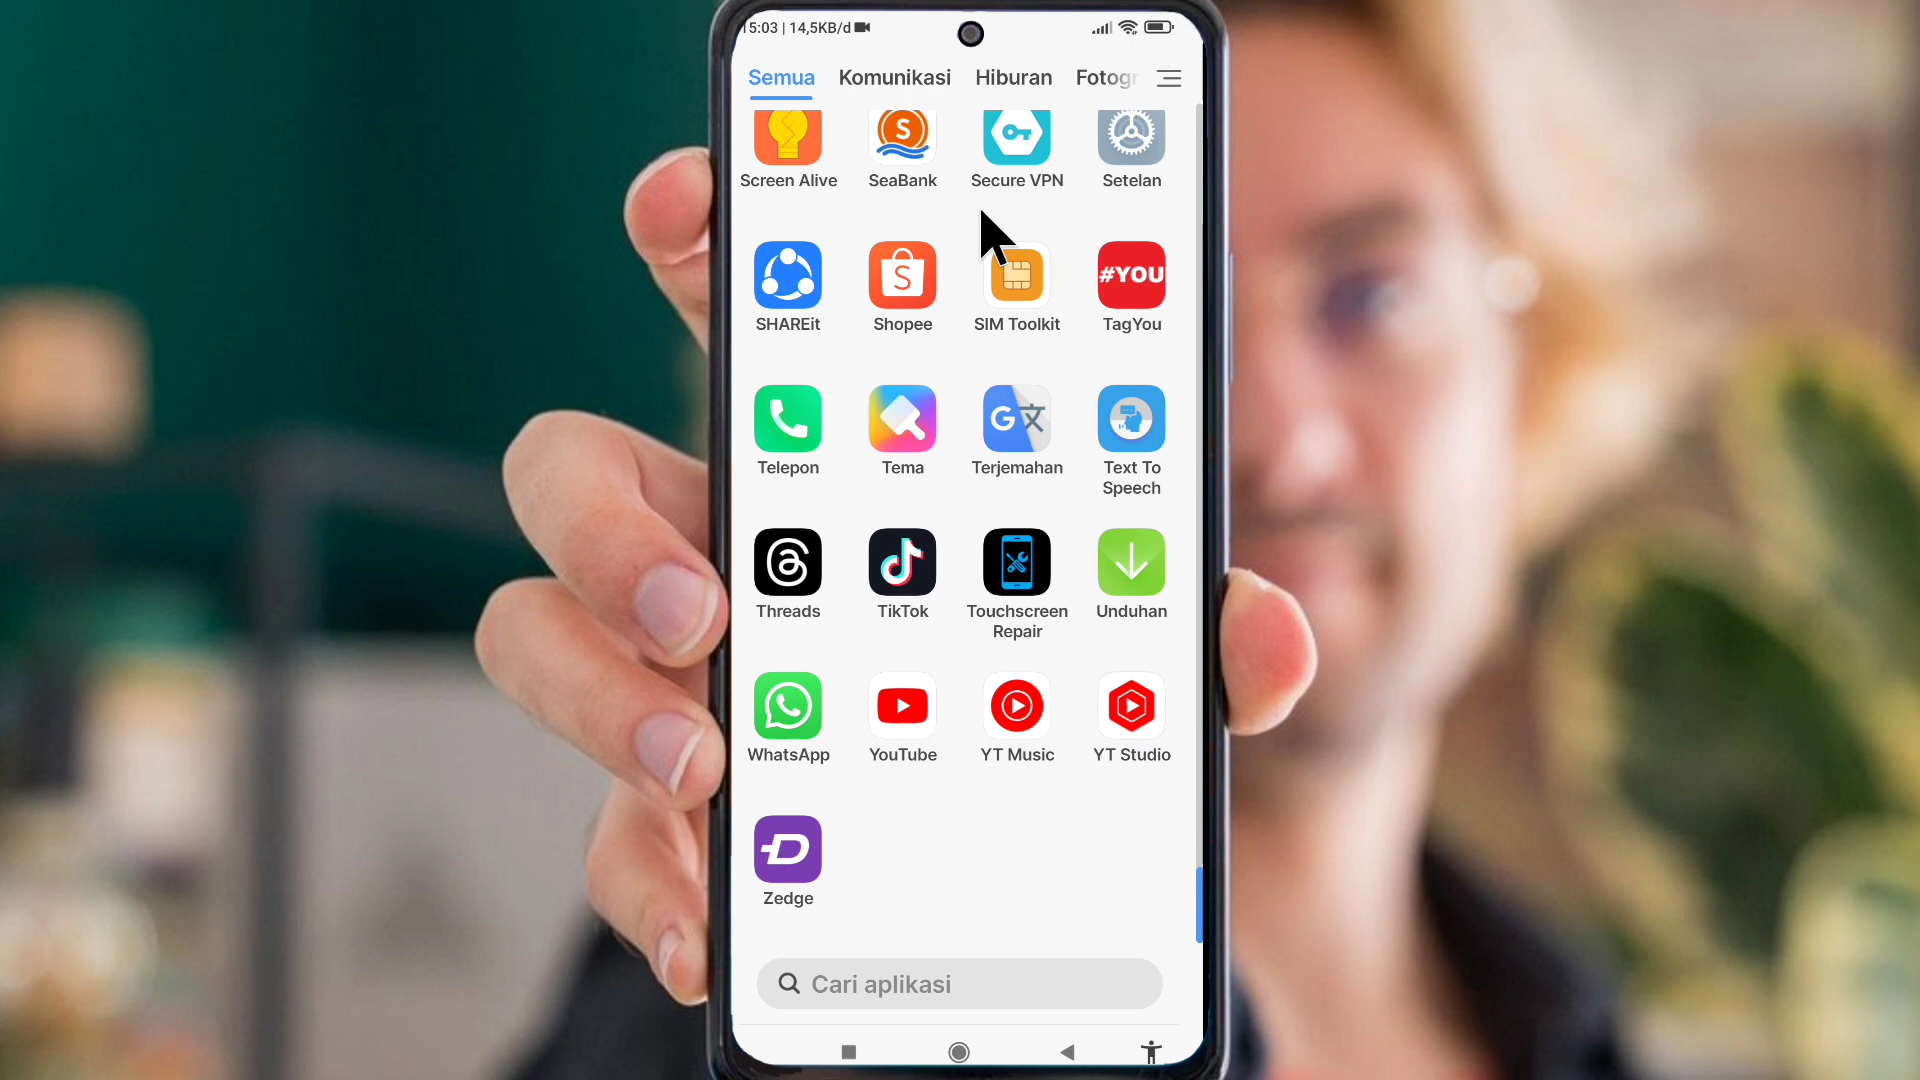 15:03 | 14,5KB/d
Semua Komunikasi Hiburan Fotogr
Screen Alive SeaBank Secure VPN Setelan
#YOU
SHAREit Shopee SIM Toolkit TagYou
Telepon Tema Terjemahan Text To
Speech
Threads TikTok Touchscreen Unduhan
Repair
WhatsApp YouTube YT Music YT Studio
Zedge
Cari aplikasi